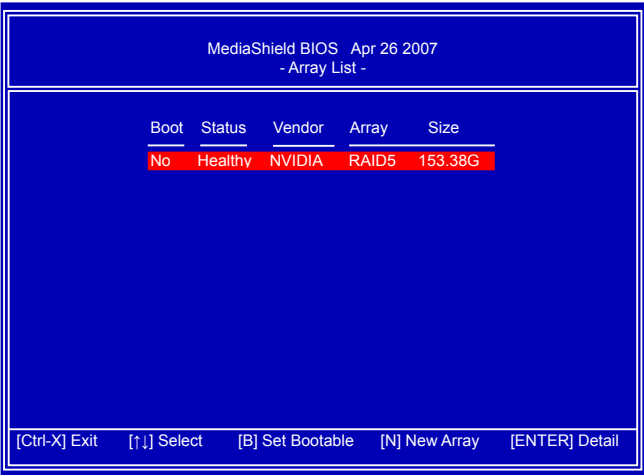 MediaShield BIOS Apr 26 2007
- Array List -
Boot Status Vendor Array Size
No Healthy NVIDIA RAID5 153.38G
[Ctrl-X] Exit [↑↓] Select [B] Set Bootable [N] New Array [ENTER] Detail